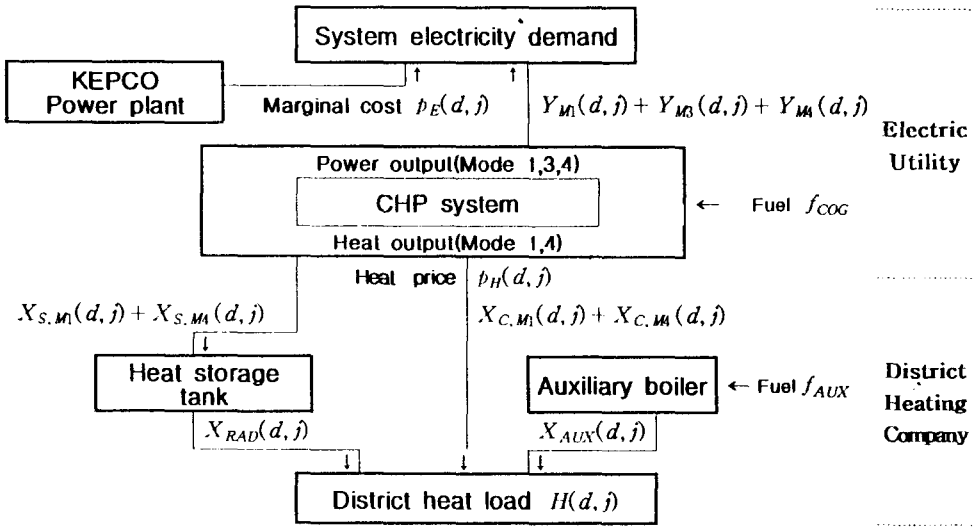 System electricity demand
KEPCO
Power plant
Marginal cost p_E(d, j)
Y_M1(d, j) + Y_M3(d, j) + Y_M4(d, j)
Electric
Utility
Power output(Mode 1,3,4)
CHP system
← Fuel f_COG
Heat output(Mode 1,4)
Heat price p_H(d, j)
X_S,M1(d, j) + X_S,M4(d, j)
X_C,M1(d, j) + X_C,M4(d, j)
Heat storage
tank
Auxiliary boiler
← Fuel f_AUX
District
Heating
Company
X_RAD(d, j)
X_AUX(d, j)
District heat load H(d, j)